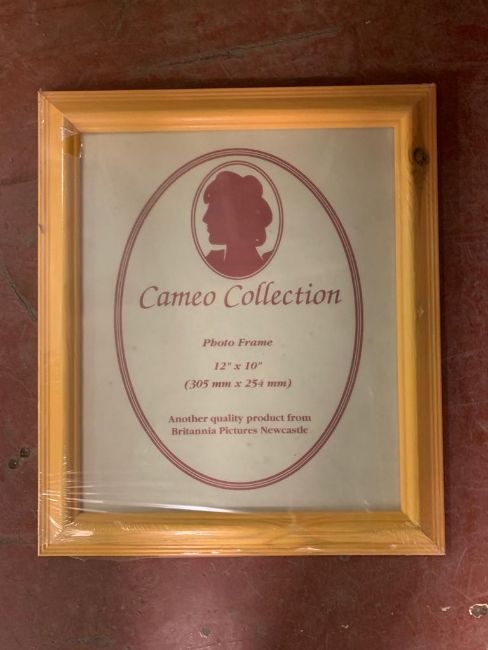 Cameo Collection
Photo Frame
12" x 10"
(305 mm x 254 mm)
Another quality product from
Britannia Pictures Newcastle